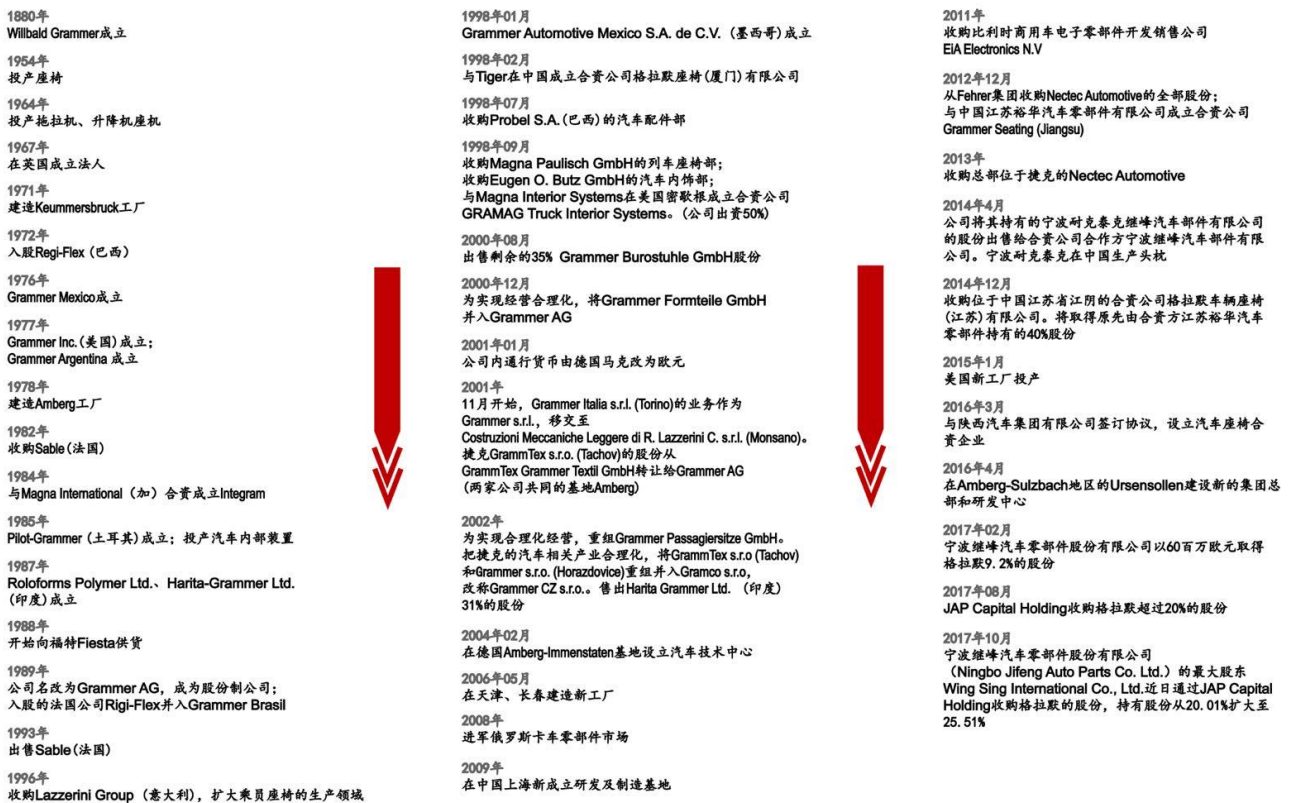 1880年
Willbald Grammer成立
1954年
投产座椅
1964年
投产拖拉机、升降机座机
1967年
在英国成立法人
1971年
建造Keummersbruck工厂
1972年
入股Regi-Flex (巴西)
1976年
Grammer Mexico成立
1977年
Grammer Inc.(美国)成立;
Grammer Argentina 成立
1978年
建造Amberg工厂
1982年
收购Sable(法国)
1984年
与Magna International (加) 合资成立Integram
1985年
Pilot-Grammer (土耳其)成立; 投产汽车内部装置
1987年
Roloforms Polymer Ltd.、Harita-Grammer Ltd.
(印度)成立
1988年
开始向福特Fiesta供货
1989年
公司名改为Grammer AG, 成为股份制公司;
入股的法国公司Rigi-Flex并入Grammer Brasil
1993年
出售Sable(法国)
1996年
收购Lazzerini Group (意大利), 扩大乘员座椅的生产领域
1998年01月
Grammer Automotive Mexico S.A. de C.V. (墨西哥)成立
1998年02月
与Tiger在中国成立合资公司格拉默座椅(厦门)有限公司
1998年07月
收购Probel S.A.(巴西)的汽车配件部
1998年09月
收购Magna Paulisch GmbH的列车座椅部;
收购Eugen O. Butz GmbH的汽车内饰部;
与Magna Interior Systems在美国密歇根成立合资公司
GRAMAG Truck Interior Systems。(公司出资50%)
2000年08月
出售剩余的35% Grammer Burostuhle GmbH股份
2000年12月
为实现经营合理化, 将Grammer Formteile GmbH
并入Grammer AG
2001年01月
公司内通行货币由德国马克改为欧元
2001年
11月开始, Grammer Italia s.r.l. (Torino)的业务作为
Grammer s.r.l., 移交至
Costruzioni Meccaniche Leggere di R. Lazzerini C. s.r.l. (Monsano)。
捷克GrammTex s.r.o. (Tachov)的股份从
GrammTex Grammer Textil GmbH转让给Grammer AG
(两家公司共同的基地Amberg)
2002年
为实现合理化经营, 重组Grammer Passagiersitze GmbH。
把捷克的汽车相关产业合理化, 将GrammTex s.r.o (Tachov)
和Grammer s.r.o. (Horazdovice)重组并入Gramco s.r.o,
改称Grammer CZ s.r.o.。售出Harita Grammer Ltd. (印度)
31%的股份
2004年02月
在德国Amberg-Immenstaten基地设立汽车技术中心
2006年05月
在天津、长春建造新工厂
2008年
进军俄罗斯卡车零部件市场
2009年
在中国上海新成立研发及制造基地
2011年
收购比利时商用车电子零部件开发销售公司
EiA Electronics N.V
2012年12月
从Fehrer集团收购Nectec Automotive的全部股份;
与中国江苏裕华汽车零部件有限公司成立合资公司
Grammer Seating (Jiangsu)
2013年
收购总部位于捷克的Nectec Automotive
2014年4月
公司将其持有的宁波耐克泰克继峰汽车部件有限公司
的股份出售给合资公司合作方宁波继峰汽车部件有限
公司。宁波耐克泰克在中国生产头枕
2014年12月
收购位于中国江苏省江阴的合资公司格拉默车辆座椅
(江苏)有限公司。将取得原先由合资方江苏裕华汽车
零部件持有的40%股份
2015年1月
美国新工厂投产
2016年3月
与陕西汽车集团有限公司签订协议, 设立汽车座椅合
资企业
2016年4月
在Amberg-Sulzbach地区的Ursensollen建设新的集团总
部和研发中心
2017年02月
宁波继峰汽车零部件股份有限公司以60百万欧元取得
格拉默9.2%的股份
2017年08月
JAP Capital Holding收购格拉默超过20%的股份
2017年10月
宁波继峰汽车零部件股份有限公司
(Ningbo Jifeng Auto Parts Co. Ltd.) 的最大股东
Wing Sing International Co., Ltd.近日通过JAP Capital
Holding收购格拉默的股份, 持有股份从20.01%扩大至
25.51%